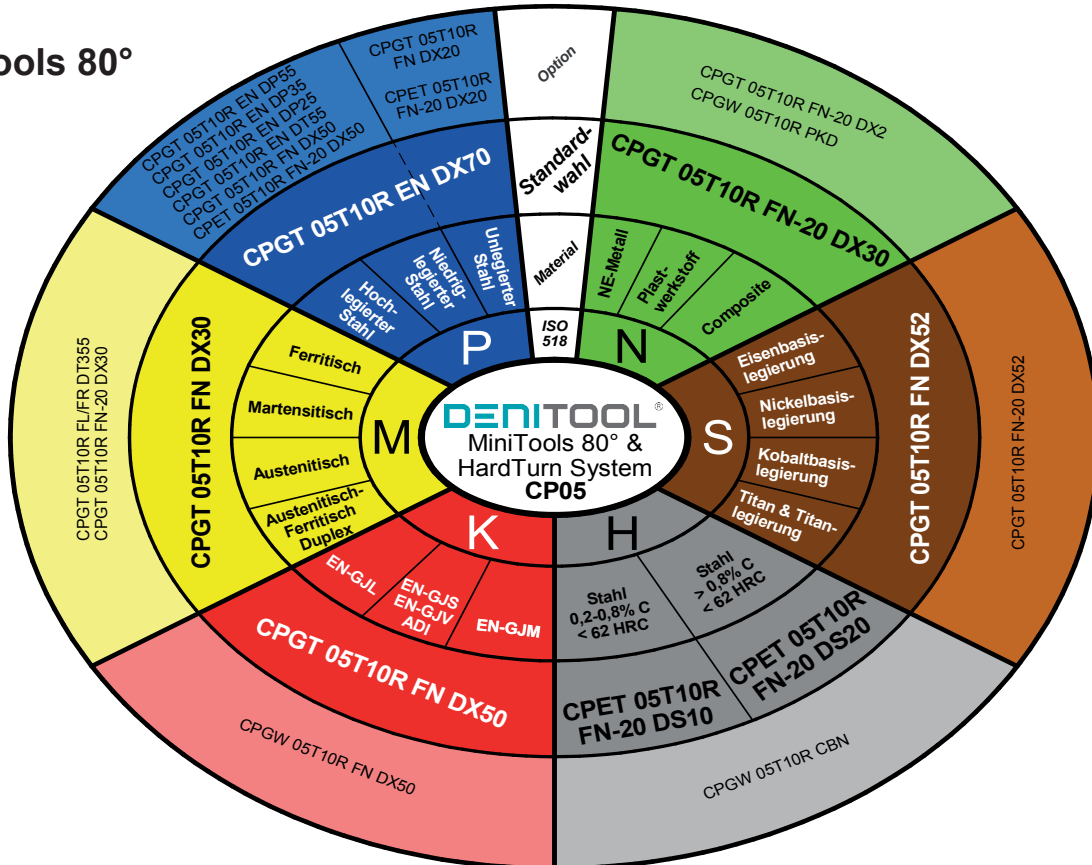 ools 80°
Option
Standard-
wahl
Material
ISO
518
CPGT 05T10R EN DP55
CPGT 05T10R EN DP35
CPGT 05T10R EN DP25
CPGT 05T10R EN DT55
CPGT 05T10R FN DX50
CPET 05T10R FN-20 DX50
CPGT 05T10R
FN DX20
CPET 05T10R
FN-20 DX20
CPGT 05T10R EN DX70
Hoch-
legierter
Stahl
Niedrig-
legierter
Stahl
Unlegierter
Stahl
P
CPGT 05T10R FN-20 DX2
CPGW 05T10R PKD
CPGT 05T10R FN-20 DX30
NE-Metall
Plast-
werkstoff
Composite
N
CPGT 05T10R FL/FR DT355
CPGT 05T10R FN-20 DX30
CPGT 05T10R FN DX30
Ferritisch
Martensitisch
Austenitisch
Austenitisch-
Ferritisch
Duplex
M
DENITOOL®
MiniTools 80° &
HardTurn System
CP05
S
Eisenbasis-
legierung
Nickelbasis-
legierung
Kobaltbasis-
legierung
Titan & Titan-
legierung
CPGT 05T10R FN DX52
CPGT 05T10R FN-20 DX52
K
EN-GJL
EN-GJS
EN-GJV
ADI
EN-GJM
CPGT 05T10R FN DX50
CPGW 05T10R FN DX50
H
Stahl
0,2-0,8% C
< 62 HRC
Stahl
> 0,8% C
< 62 HRC
CPET 05T10R
FN-20 DS10
CPET 05T10R
FN-20 DS20
CPGW 05T10R CBN